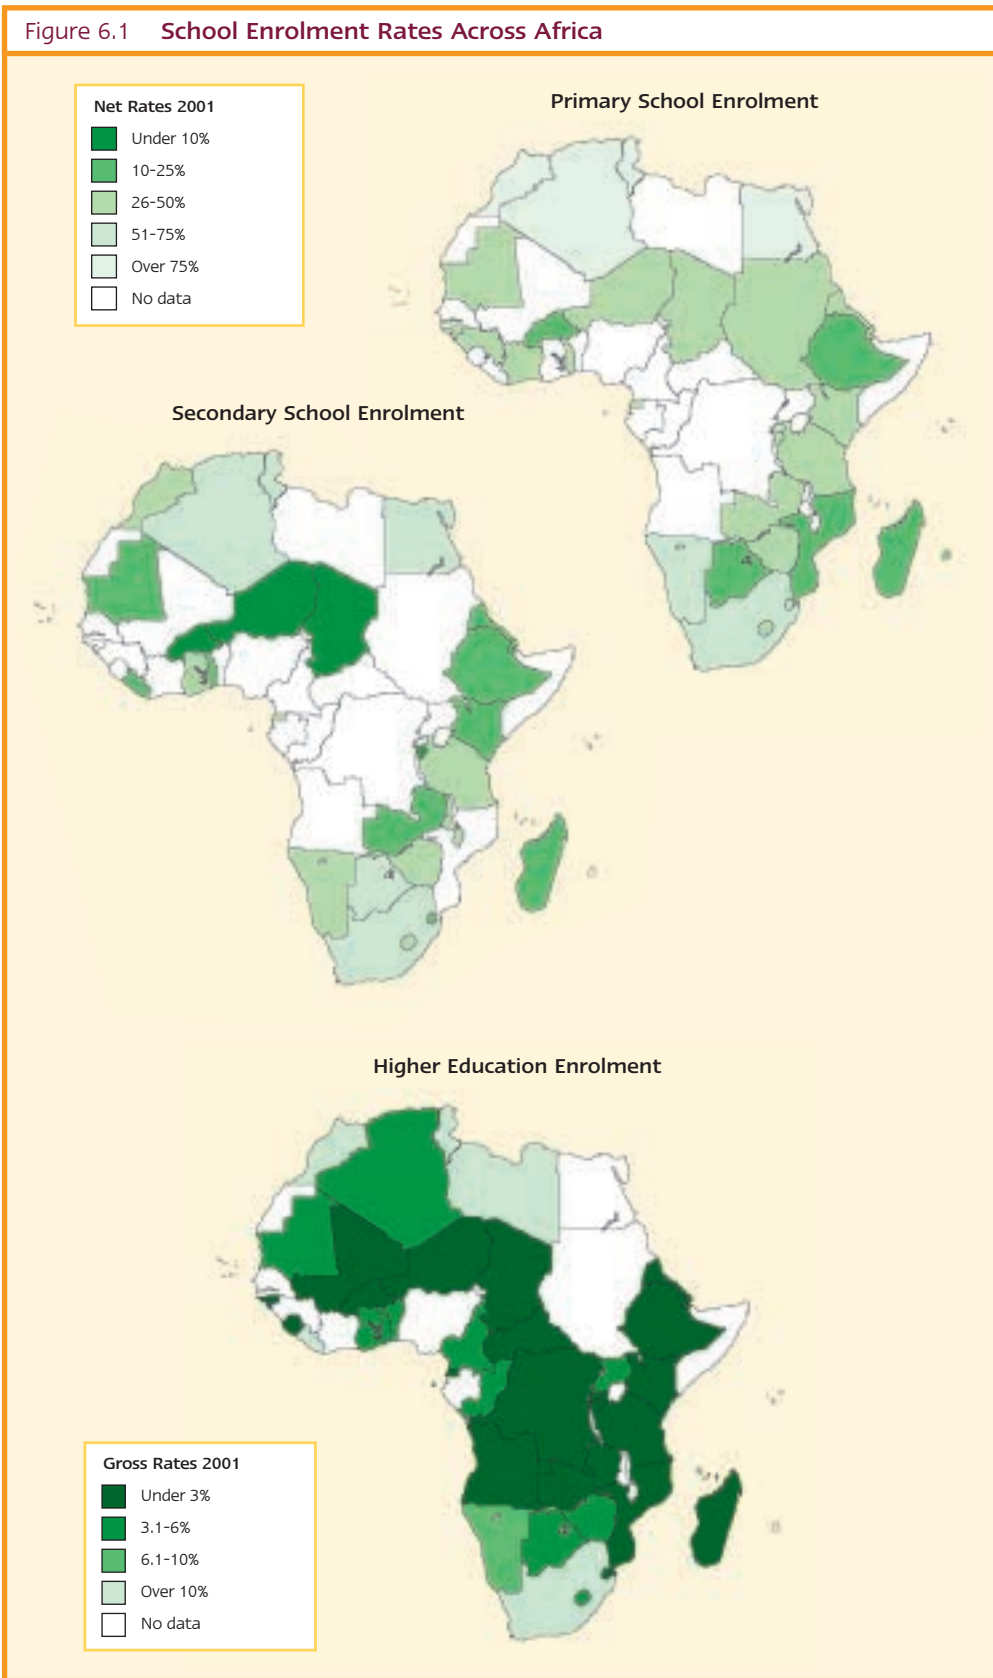 Figure 6.1 School Enrolment Rates Across Africa
Net Rates 2001
Under 10%
10-25%
26-50%
51-75%
Over 75%
No data
Primary School Enrolment
Secondary School Enrolment
Higher Education Enrolment
Gross Rates 2001
Under 3%
3.1-6%
6.1-10%
Over 10%
No data